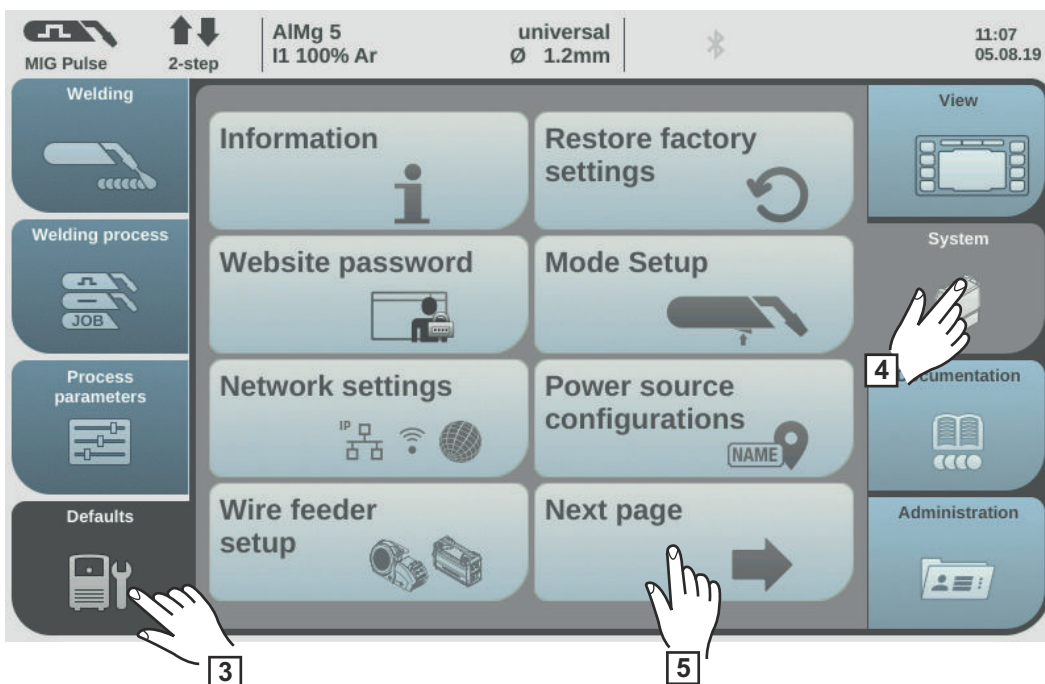 MIG Pulse
2-step
AlMg 5
I1 100% Ar
universal
Ø 1.2mm
11:07
05.08.19
Welding
Welding process
JOB
Process
parameters
Defaults
Information
Restore factory
settings
Website password
Mode Setup
Network settings
IP
Power source
configurations
NAME
Wire feeder
setup
Next page
View
System
Documentation
Administration
3
4
5